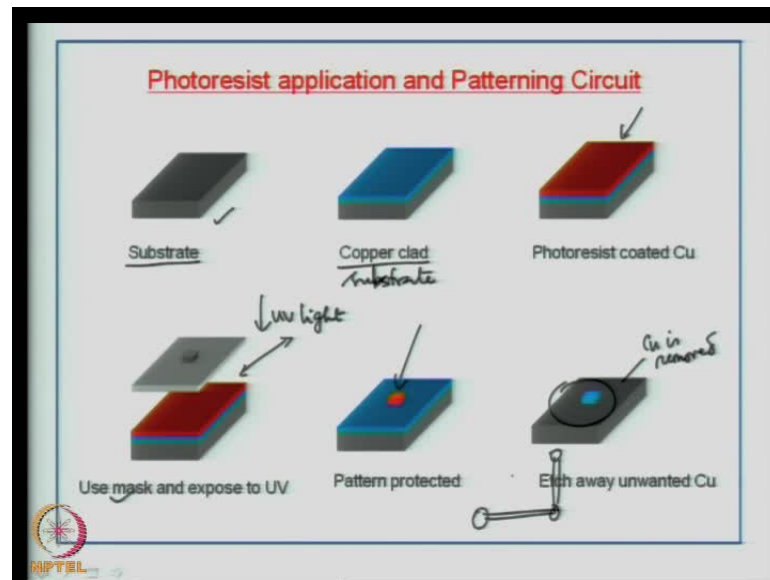 Photoresist application and Patterning Circuit
Substrate
Copper clad
substrate
Photoresist coated Cu
UV light
Cu is
removed
Use mask and expose to UV
Pattern protected
Etch away unwanted Cu
NPTEL